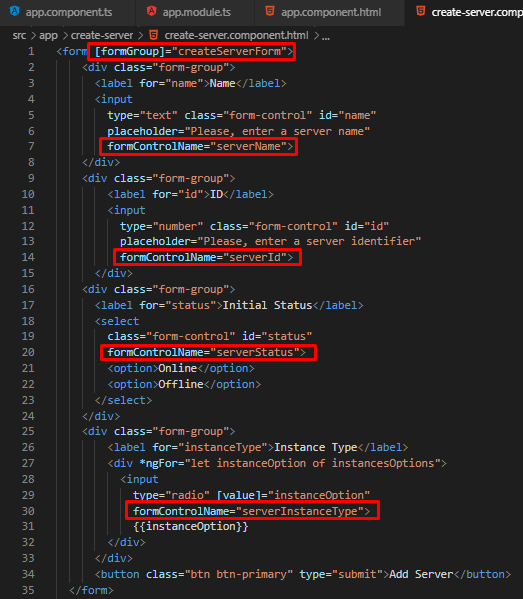 app.component.ts app.module.ts app.component.html create-server.com
src > app > create-server > create-server.component.html > ...
1 <form [formGroup]="createServerForm">
2 <div class="form-group">
3 <label for="name">Name</label>
4 <input
5 type="text" class="form-control" id="name"
6 placeholder="Please, enter a server name"
7 formControlName="serverName">
8 </div>
9 <div class="form-group">
10 <label for="id">ID</label>
11 <input
12 type="number" class="form-control" id="id"
13 placeholder="Please, enter a server identifier"
14 formControlName="serverId">
15 </div>
16 <div class="form-group">
17 <label for="status">Initial Status</label>
18 <select
19 class="form-control" id="status"
20 formControlName="serverStatus">
21 <option>Online</option>
22 <option>Offline</option>
23 </select>
24 </div>
25 <div class="form-group">
26 <label for="instanceType">Instance Type</label>
27 <div *ngFor="let instanceOption of instancesOptions">
28 <input
29 type="radio" [value]="instanceOption"
30 formControlName="serverInstanceType">
31 {{instanceOption}}
32 </div>
33 </div>
34 <button class="btn btn-primary" type="submit">Add Server</button>
35 </form>